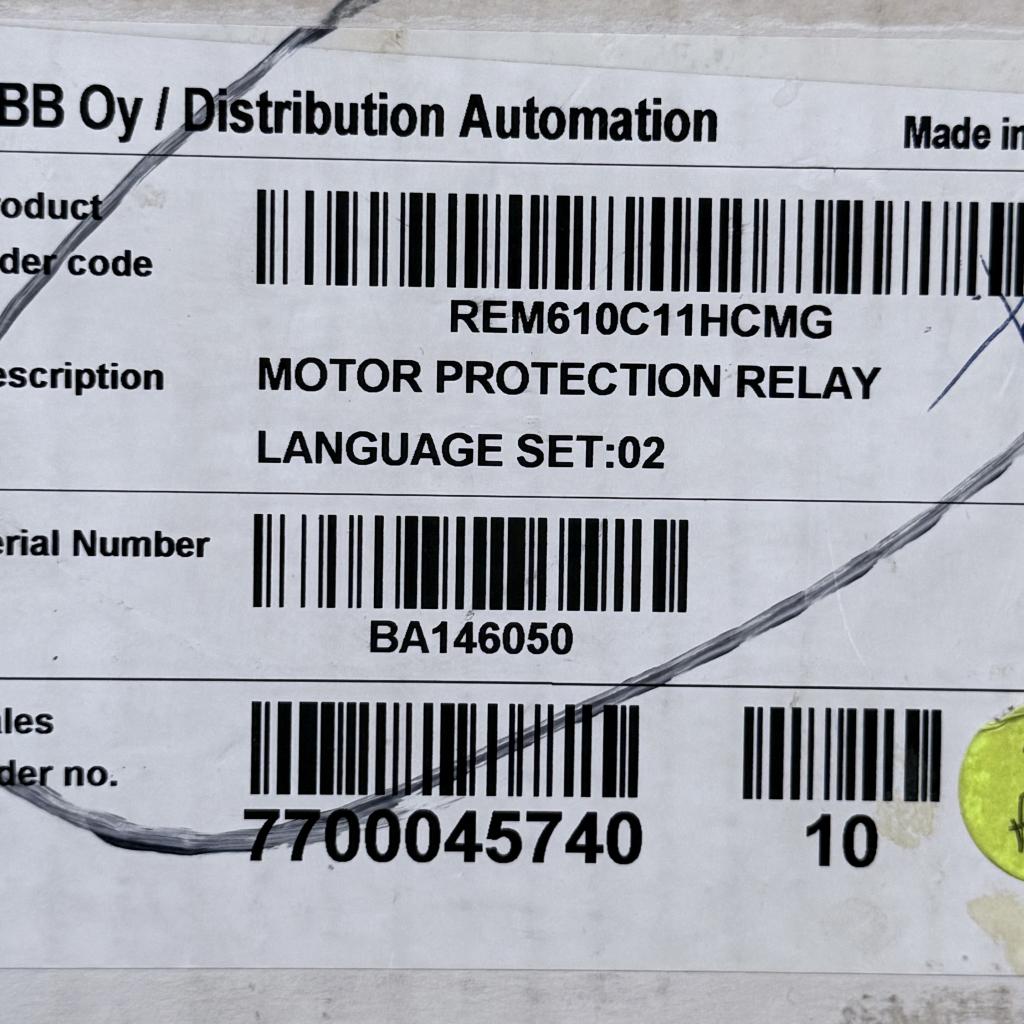 BB Oy / Distribution Automation
Made in
roduct
der code
REM610C11HCMG
escription
MOTOR PROTECTION RELAY
LANGUAGE SET:02
erial Number
BA146050
ales
der no.
7700045740
10